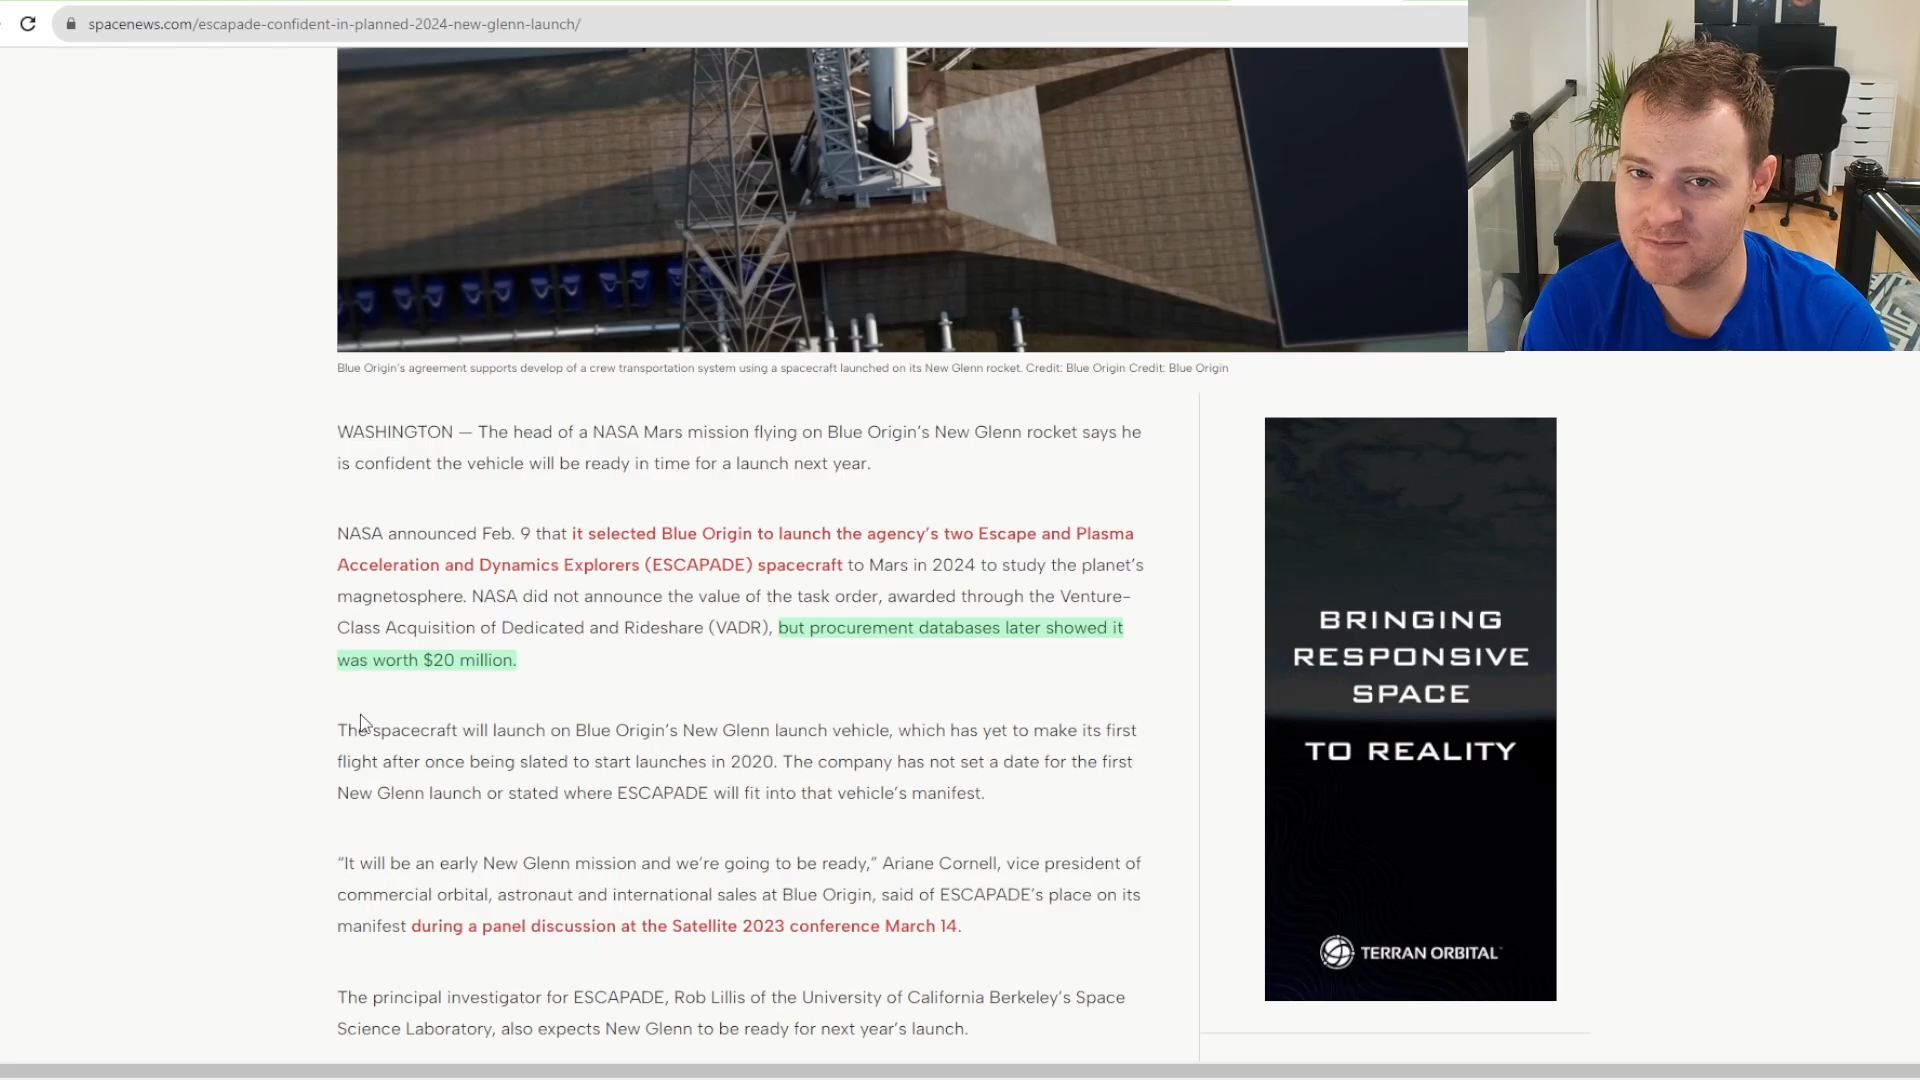 spacenews.com/escapade-confident-in-planned-2024-new-glenn-launch/
Blue Origin's agreement supports develop of a crew transportation system using a spacecraft launched on its New Glenn rocket. Credit: Blue Origin Credit: Blue Origin
WASHINGTON — The head of a NASA Mars mission flying on Blue Origin's New Glenn rocket says he
is confident the vehicle will be ready in time for a launch next year.
NASA announced Feb. 9 that it selected Blue Origin to launch the agency's two Escape and Plasma
Acceleration and Dynamics Explorers (ESCAPADE) spacecraft to Mars in 2024 to study the planet's
magnetosphere. NASA did not announce the value of the task order, awarded through the Venture-
Class Acquisition of Dedicated and Rideshare (VADR), but procurement databases later showed it
was worth $20 million.
The spacecraft will launch on Blue Origin's New Glenn launch vehicle, which has yet to make its first
flight after once being slated to start launches in 2020. The company has not set a date for the first
New Glenn launch or stated where ESCAPADE will fit into that vehicle's manifest.
“It will be an early New Glenn mission and we're going to be ready,” Ariane Cornell, vice president of
commercial orbital, astronaut and international sales at Blue Origin, said of ESCAPADE's place on its
manifest during a panel discussion at the Satellite 2023 conference March 14.
The principal investigator for ESCAPADE, Rob Lillis of the University of California Berkeley's Space
Science Laboratory, also expects New Glenn to be ready for next year's launch.
BRINGING
RESPONSIVE
SPACE
TO REALITY
TERRAN ORBITAL